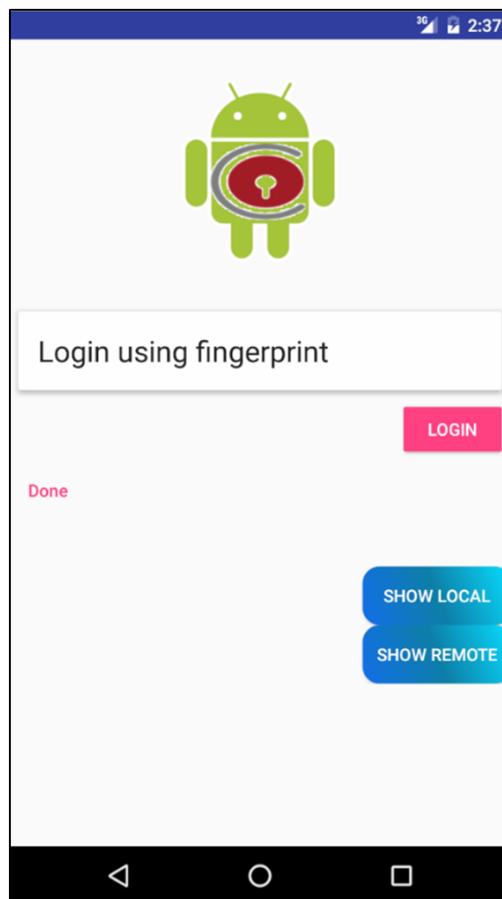 3G 2:37
Login using fingerprint
LOGIN
Done
SHOW LOCAL
SHOW REMOTE